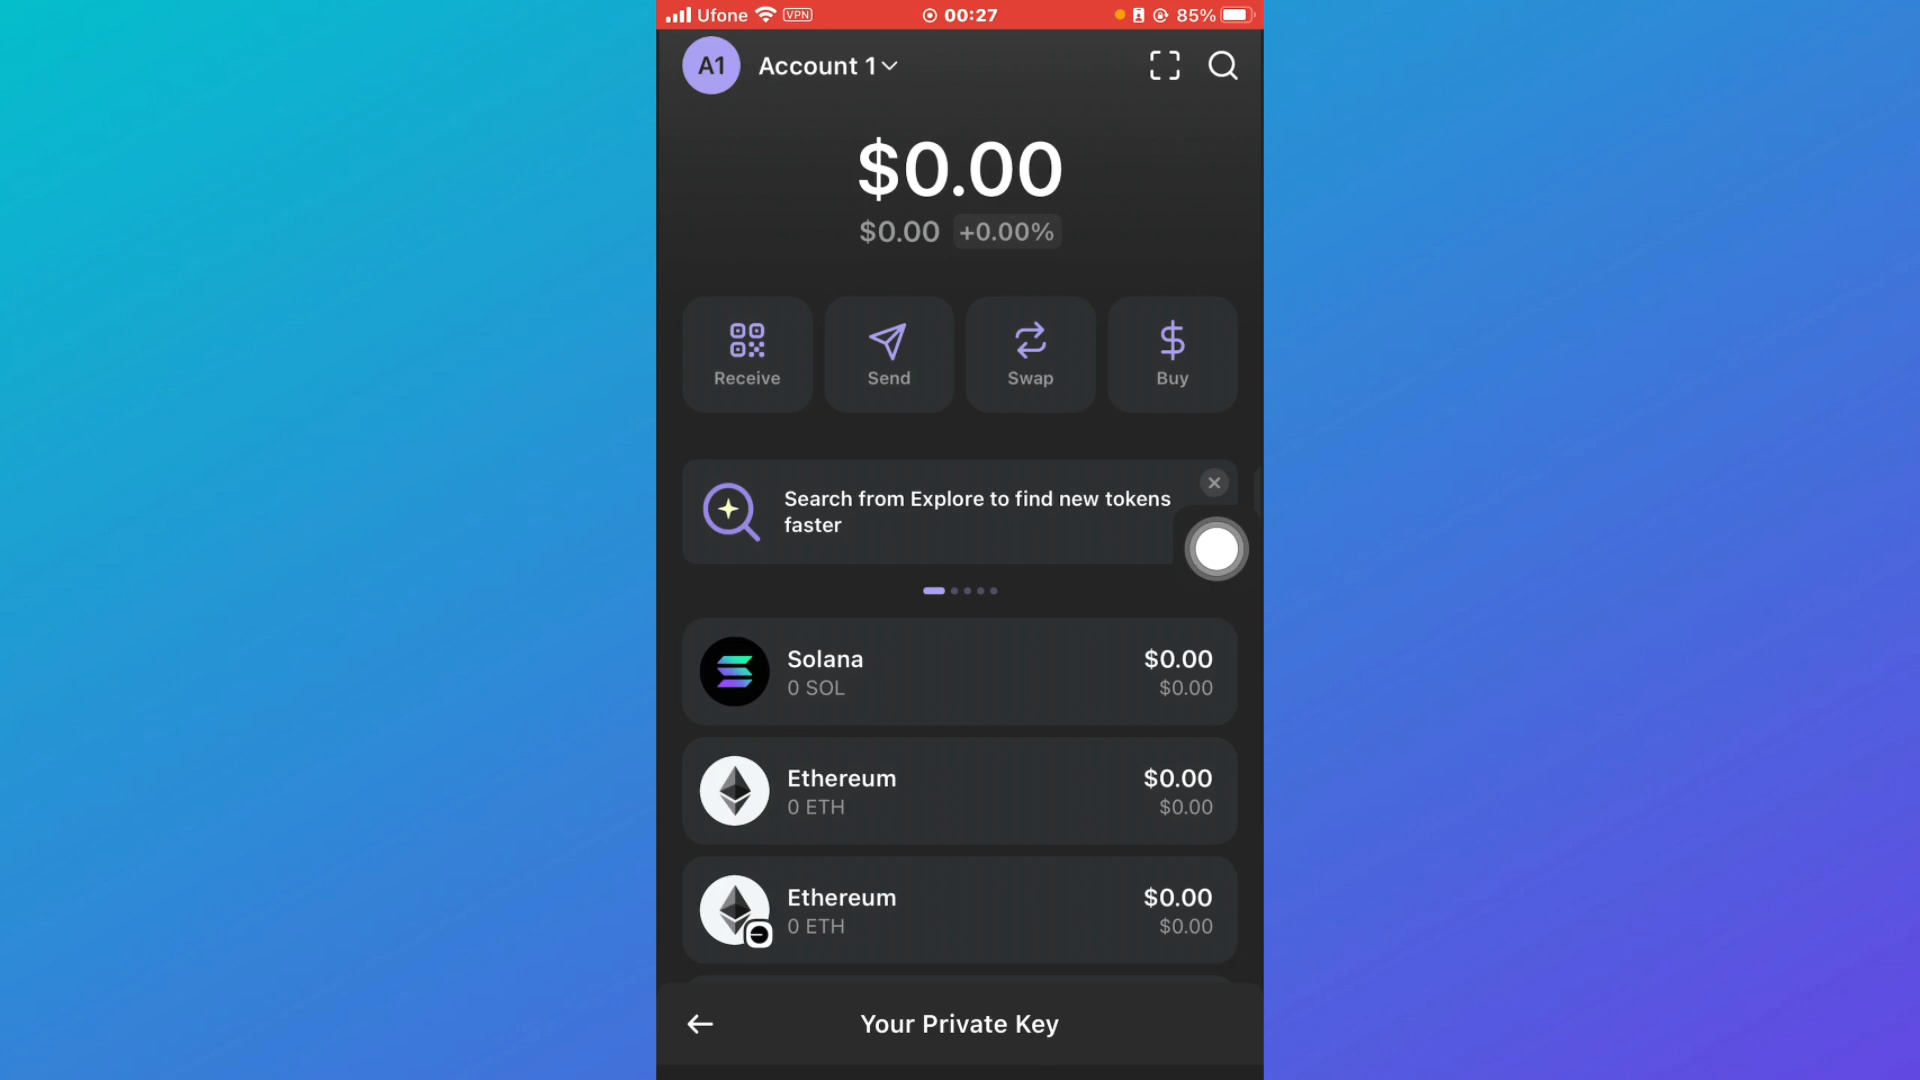 Ufone VPN 00:27 85%
A1 Account 1
$0.00
$0.00 +0.00%
Receive Send Swap Buy
Search from Explore to find new tokens
faster
Solana $0.00
0 SOL $0.00
Ethereum $0.00
0 ETH $0.00
Ethereum $0.00
0 ETH $0.00
Your Private Key